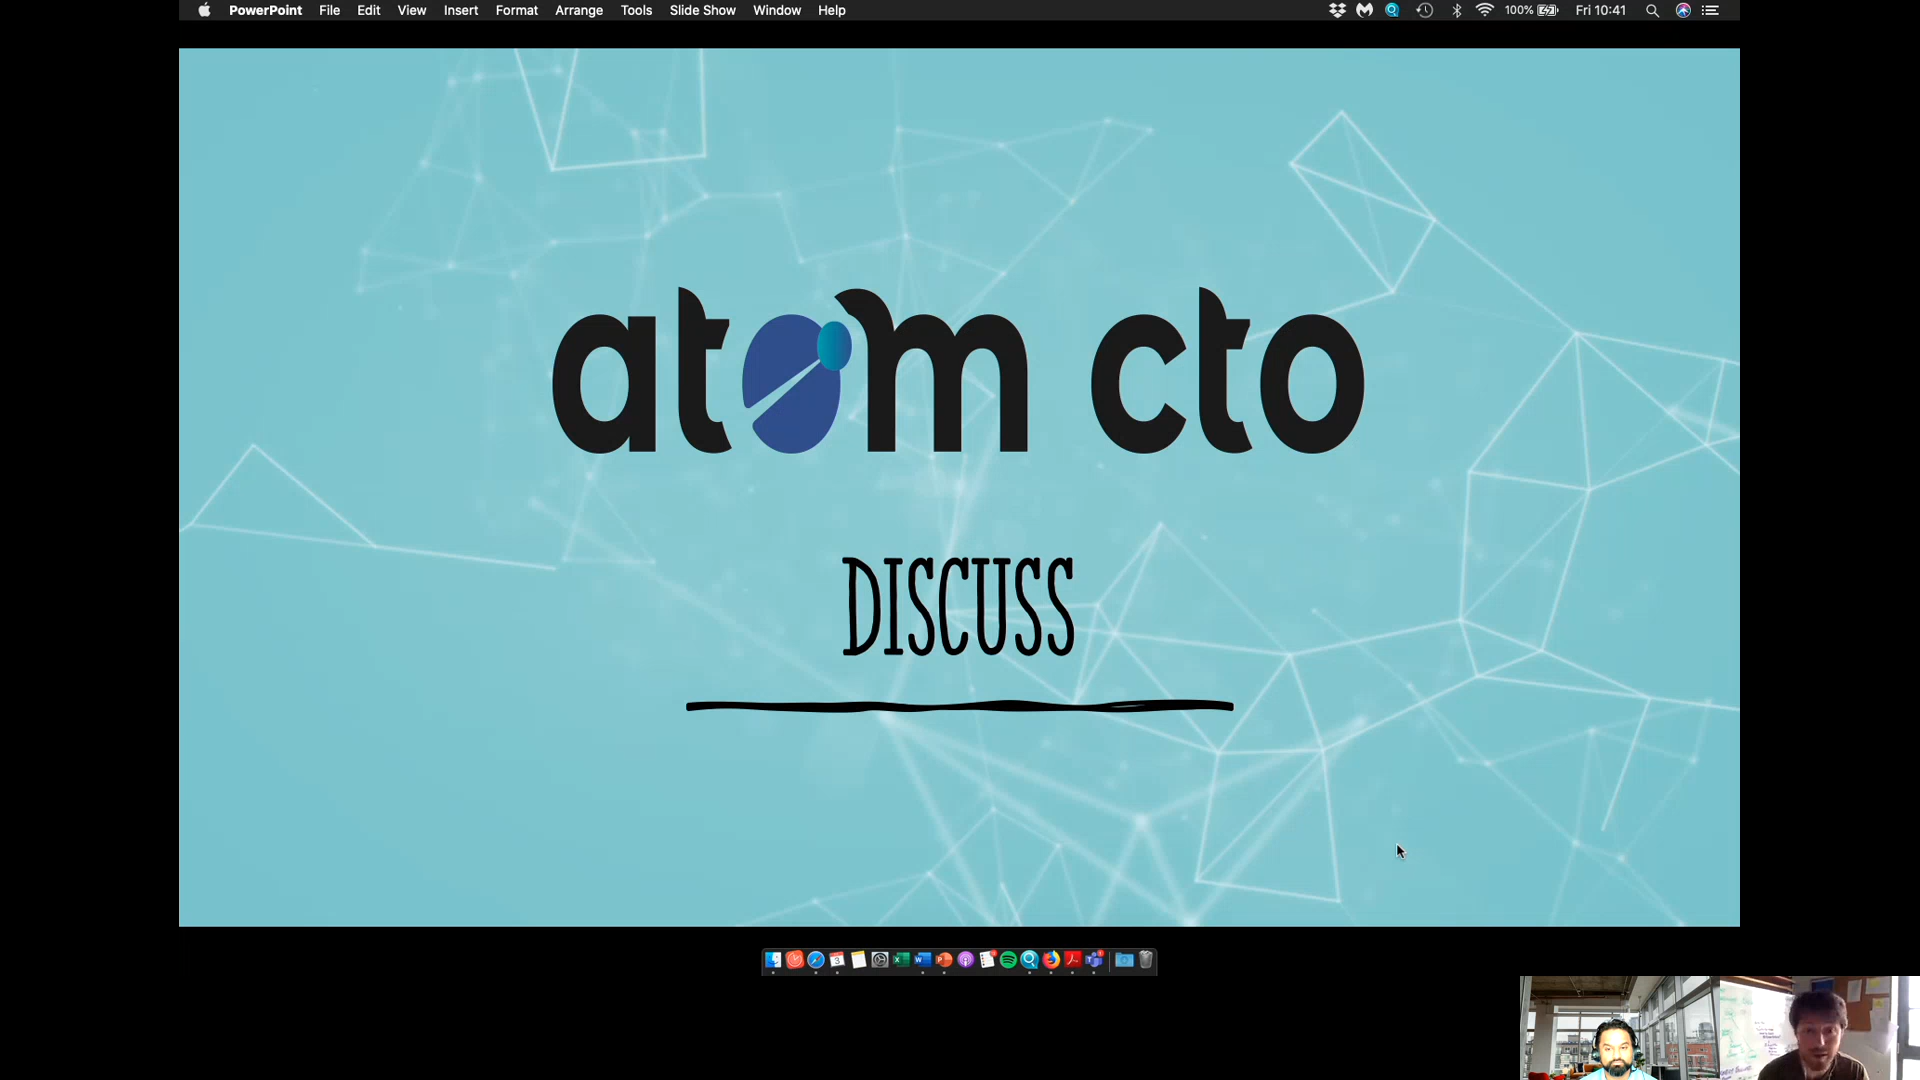 PowerPoint File Edit View Insert Format Arrange Tools Slide Show Window Help 100% Fri 10:41
atom cto
DISCUSS